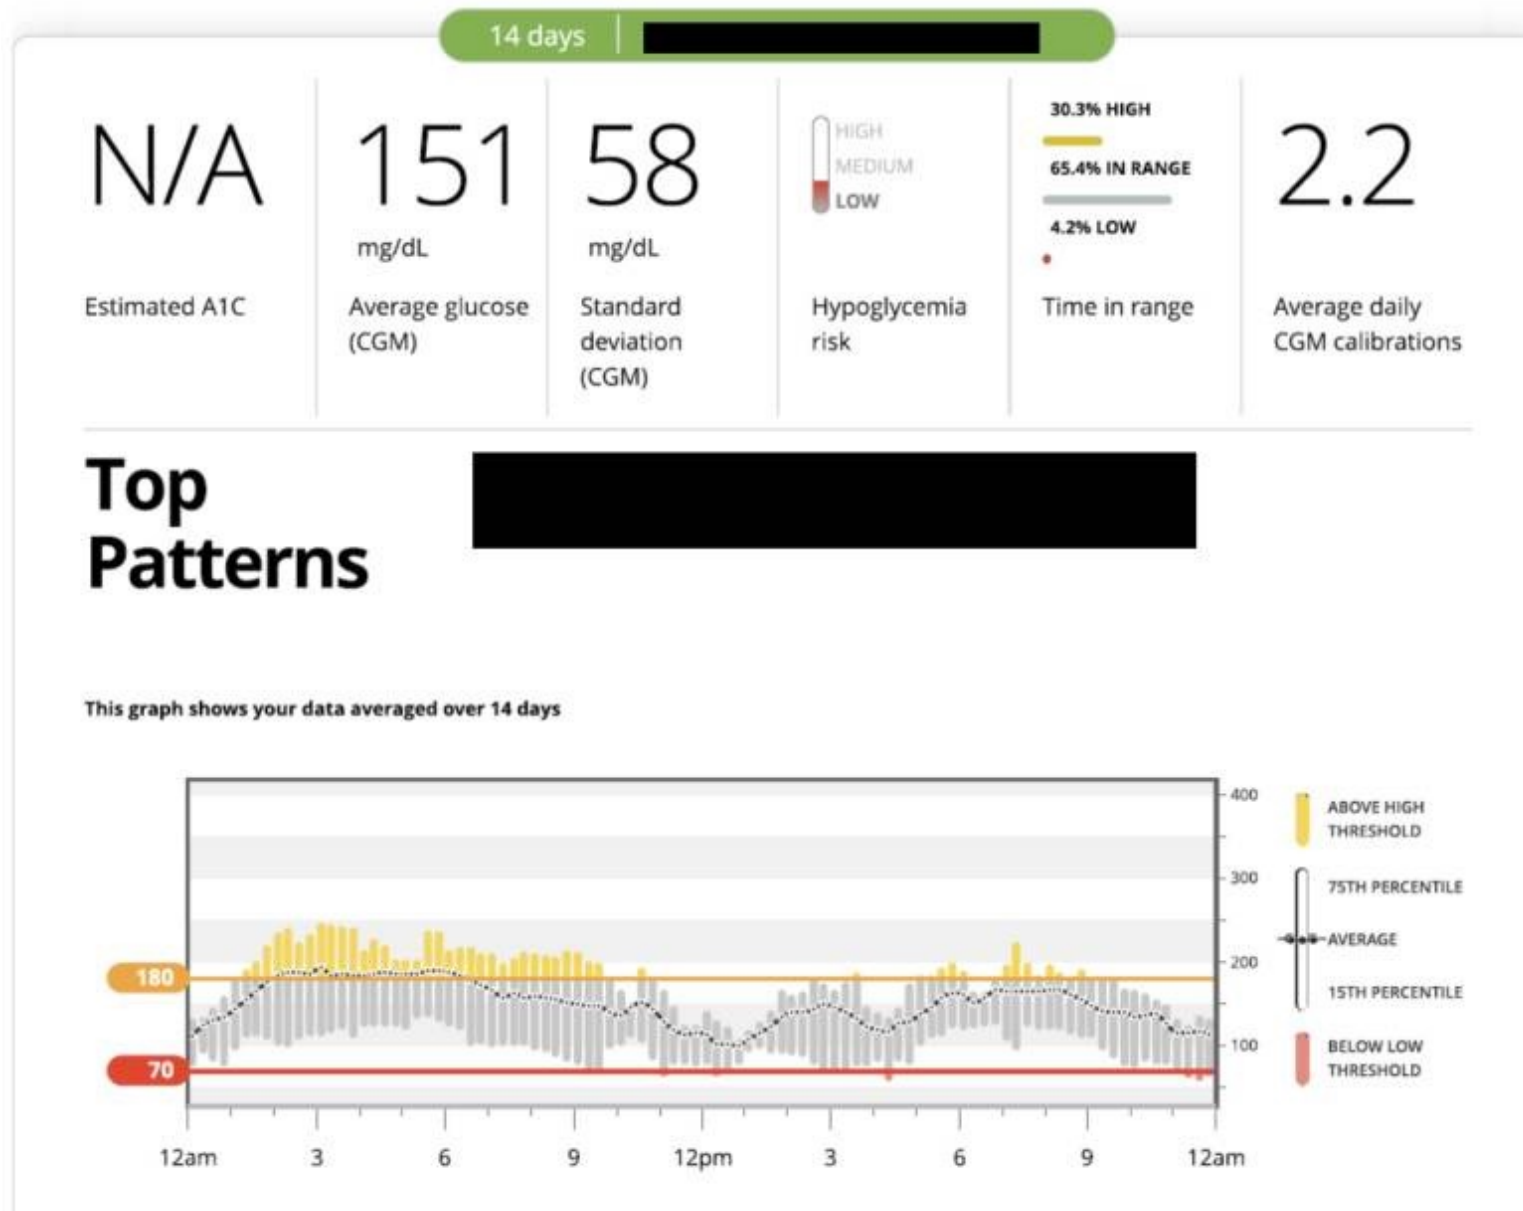 14 days
N/A
Estimated A1C
151
mg/dL
Average glucose
(CGM)
58
mg/dL
Standard
deviation
(CGM)
HIGH
MEDIUM
LOW
Hypoglycemia
risk
30.3% HIGH
65.4% IN RANGE
4.2% LOW
Time in range
2.2
Average daily
CGM calibrations
Top
Patterns
This graph shows your data averaged over 14 days
400
300
200
100
180
70
12am 3 6 9 12pm 3 6 9 12am
ABOVE HIGH
THRESHOLD
75TH PERCENTILE
AVERAGE
15TH PERCENTILE
BELOW LOW
THRESHOLD